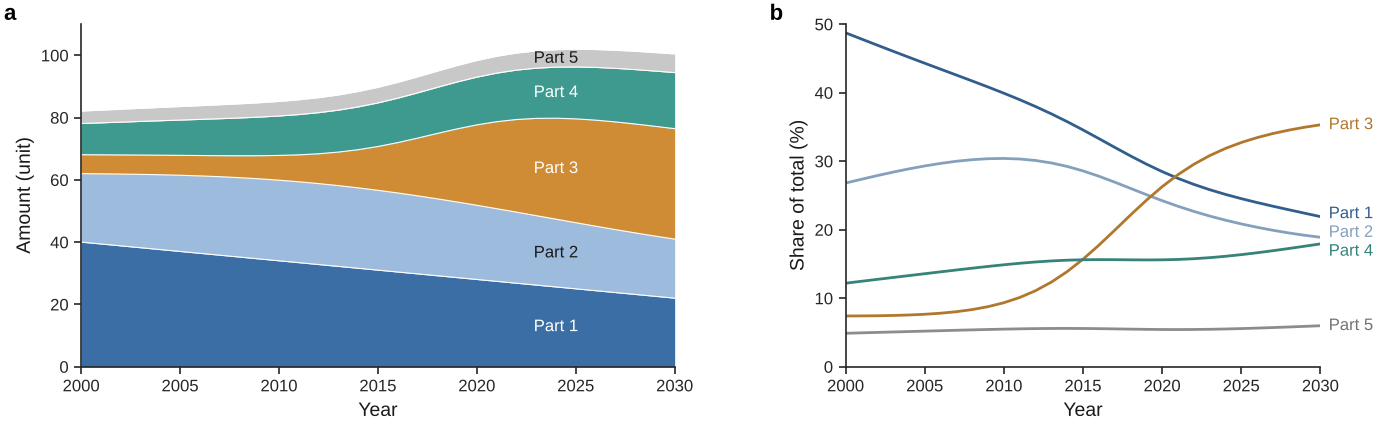 a
Amount (unit)
100
80
60
40
20
0
Part 5
Part 4
Part 3
Part 2
Part 1
2000 2005 2010 2015 2020 2025 2030
Year
b
Share of total (%)
50
40
30
20
10
0
Part 3
Part 1
Part 2
Part 4
Part 5
2000 2005 2010 2015 2020 2025 2030
Year